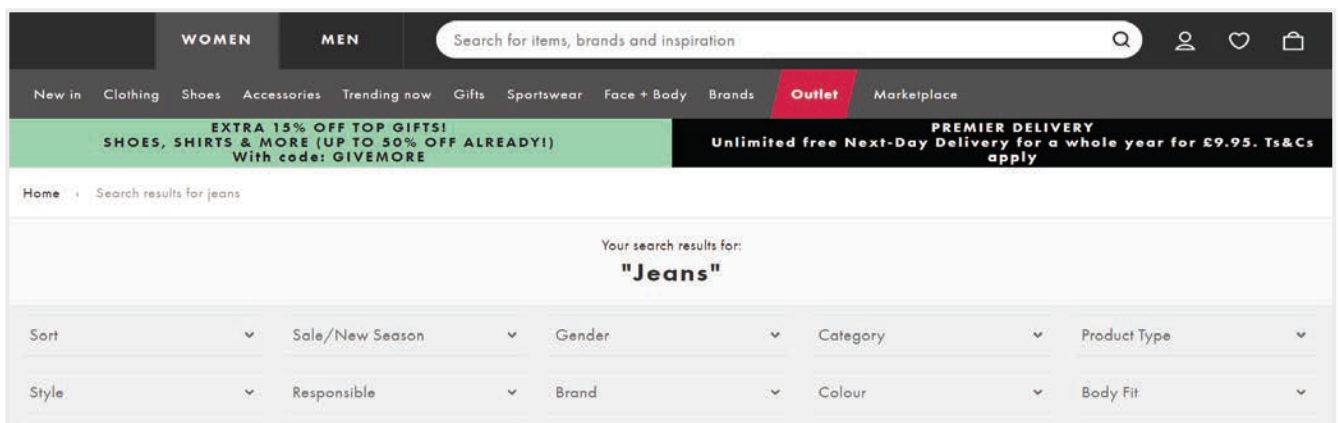 WOMEN MEN Search for items, brands and inspiration
New in Clothing Shoes Accessories Trending now Gifts Sportswear Face + Body Brands Outlet Marketplace
EXTRA 15% OFF TOP GIFTS!
SHOES, SHIRTS & MORE (UP TO 50% OFF ALREADY!)
With code: GIVEMORE
PREMIER DELIVERY
Unlimited free Next-Day Delivery for a whole year for £9.95. Ts&Cs
apply
Home › Search results for jeans
Your search results for:
"Jeans"
Sort Sale/New Season Gender Category Product Type
Style Responsible Brand Colour Body Fit